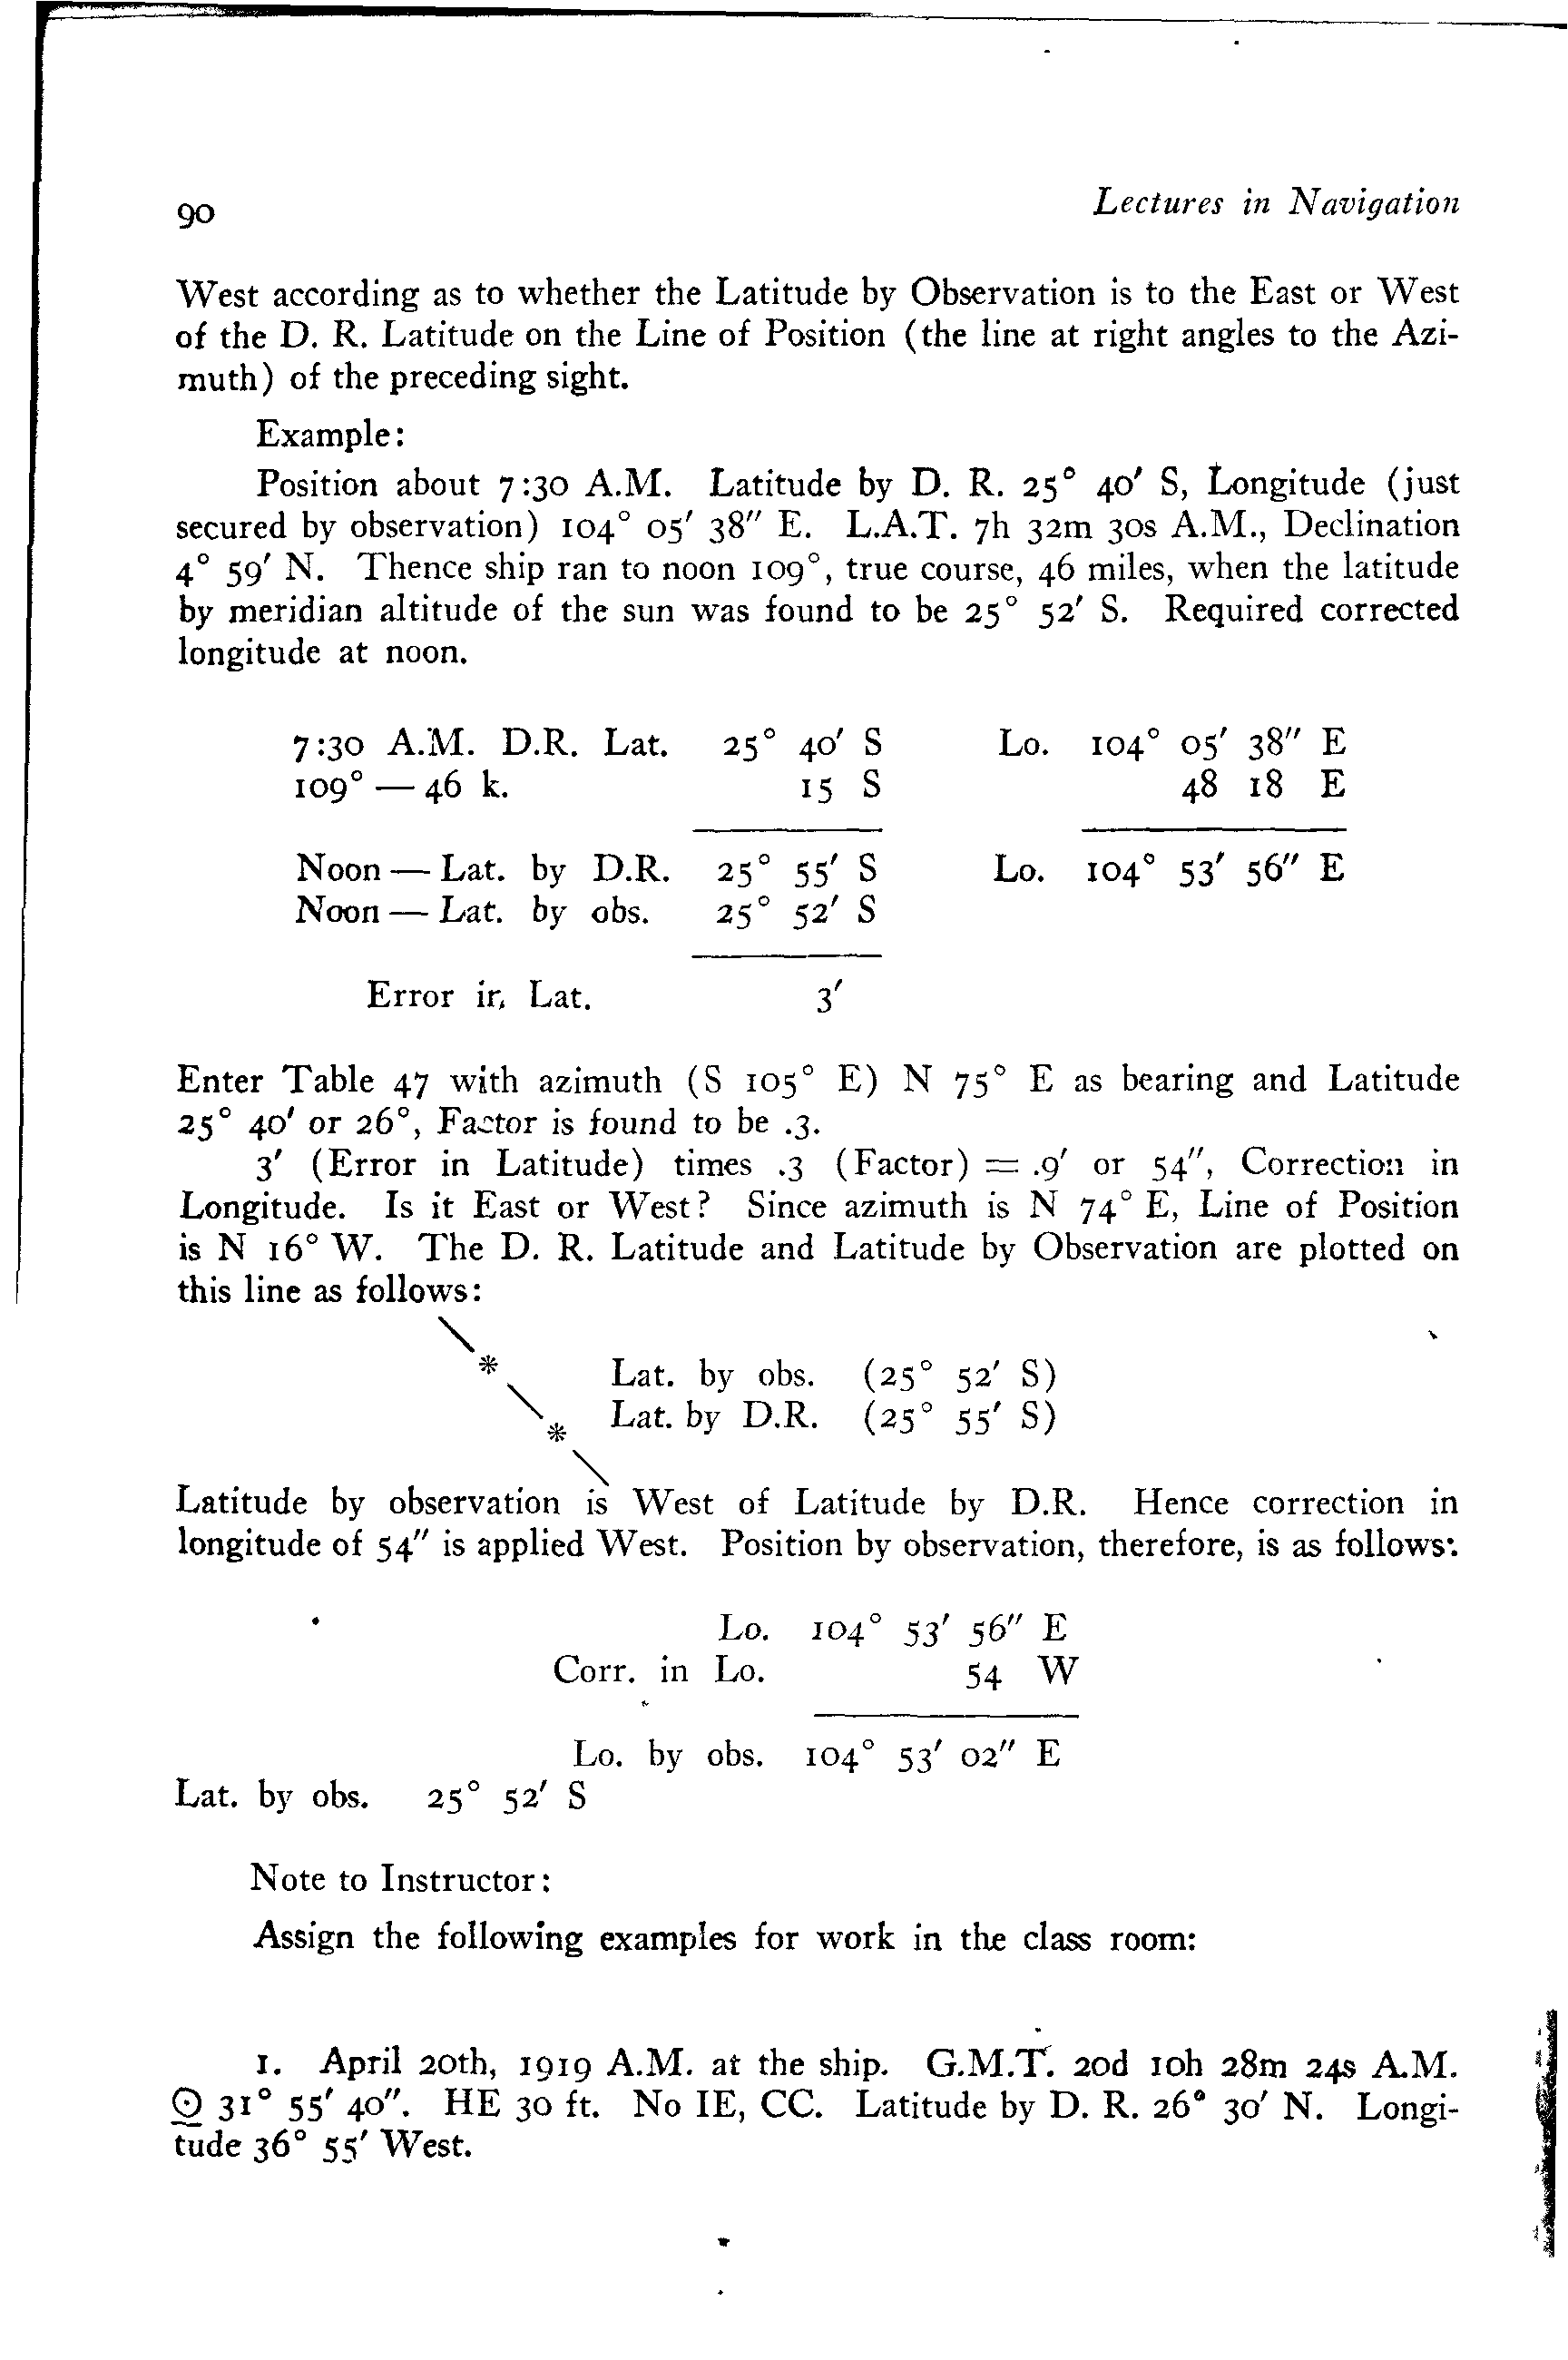 90 Lectures in Navigation
West according as to whether the Latitude by Observation is to the East or West
of the D. R. Latitude on the Line of Position (the line at right angles to the Azi-
muth) of the preceding sight.
Example:
Position about 7:30 A.M. Latitude by D. R. 25° 40′ S, Longitude (just
secured by observation) 104° 05′ 38″ E. L.A.T. 7h 32m 30s A.M., Declination
4° 59′ N. Thence ship ran to noon 109°, true course, 46 miles, when the latitude
by meridian altitude of the sun was found to be 25° 52′ S. Required corrected
longitude at noon.
7:30 A.M. D.R. Lat. 25° 40′ S Lo. 104° 05′ 38″ E
109° — 46 k. 15 S 48 18 E
Noon — Lat. by D.R. 25° 55′ S Lo. 104° 53′ 56″ E
Noon — Lat. by obs. 25° 52′ S
Error in Lat. 3′
Enter Table 47 with azimuth (S 105° E) N 75° E as bearing and Latitude
25° 40′ or 26°, Factor is found to be .3.
3′ (Error in Latitude) times .3 (Factor) = .9′ or 54″, Correction in
Longitude. Is it East or West? Since azimuth is N 74° E, Line of Position
is N 16° W. The D. R. Latitude and Latitude by Observation are plotted on
this line as follows:
* Lat. by obs. (25° 52′ S)
* Lat. by D.R. (25° 55′ S)
Latitude by observation is West of Latitude by D.R. Hence correction in
longitude of 54″ is applied West. Position by observation, therefore, is as follows:
Lo. 104° 53′ 56″ E
Corr. in Lo. 54 W
Lo. by obs. 104° 53′ 02″ E
Lat. by obs. 25° 52′ S
Note to Instructor:
Assign the following examples for work in the class room:
1. April 20th, 1919 A.M. at the ship. G.M.T. 20d 10h 28m 24s A.M.
☉ 31° 55′ 40″. HE 30 ft. No IE, CC. Latitude by D. R. 26° 30′ N. Longi-
tude 36° 55′ West.